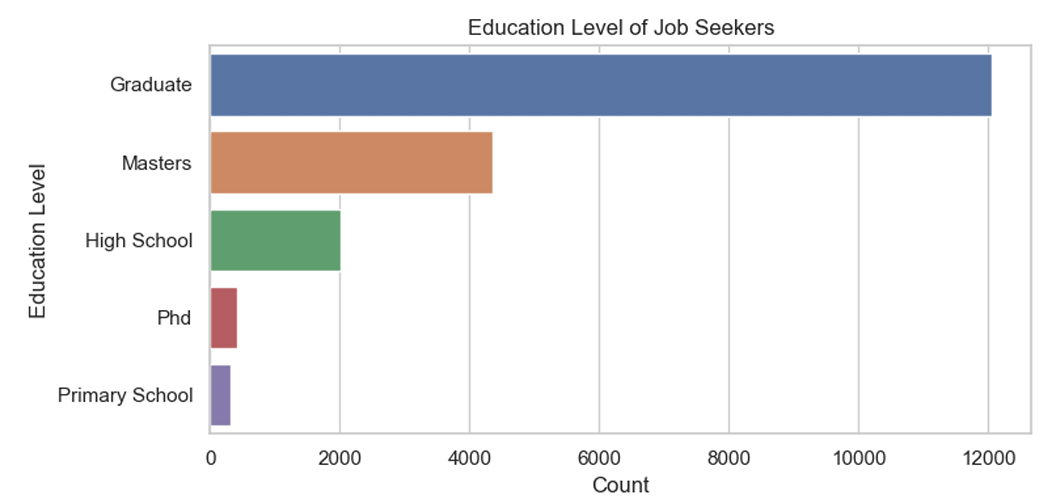 Education Level of Job Seekers
Education Level
Graduate
Masters
High School
Phd
Primary School
0 2000 4000 6000 8000 10000 12000
Count